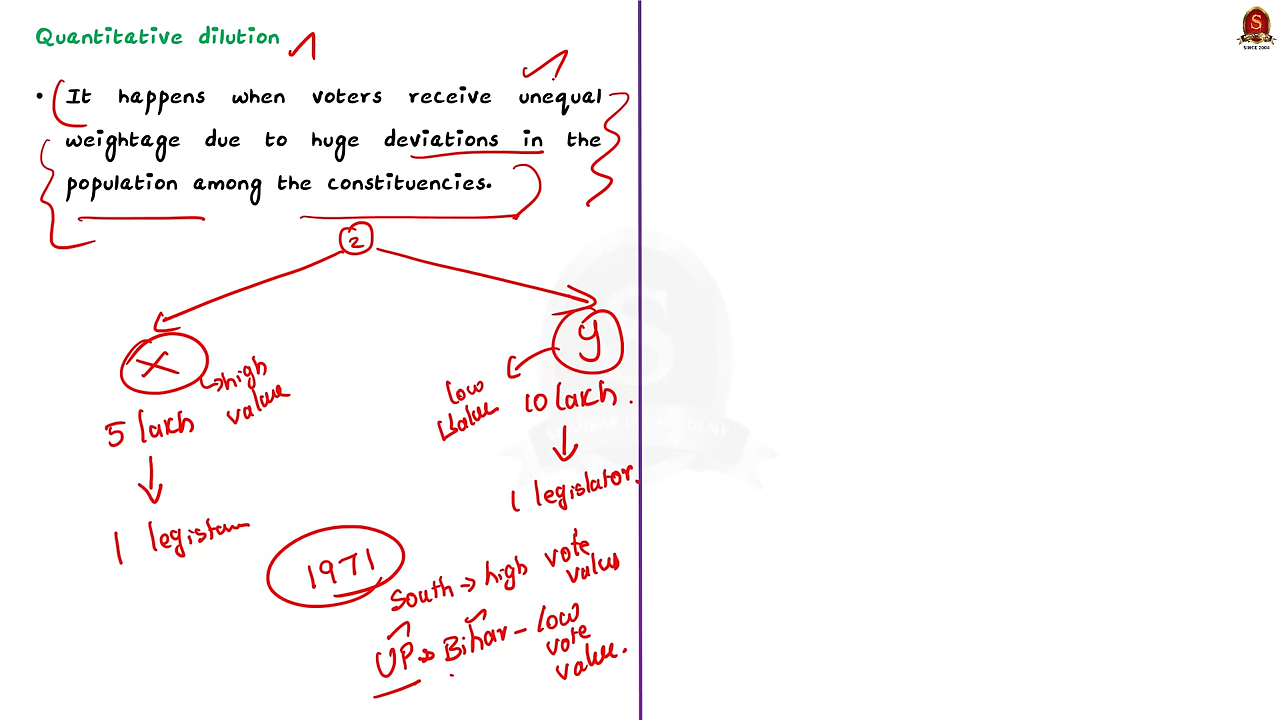 Quantitative dilution
• It happens when voters receive unequal
weightage due to huge deviations in the
population among the constituencies.
2
X
high
value
5 lakh
1
y
low
value
10 lakh.
1 legislator.
1971
South → high vote
value
UP → Bihar - low
vote
value.
S
SINCE 2004